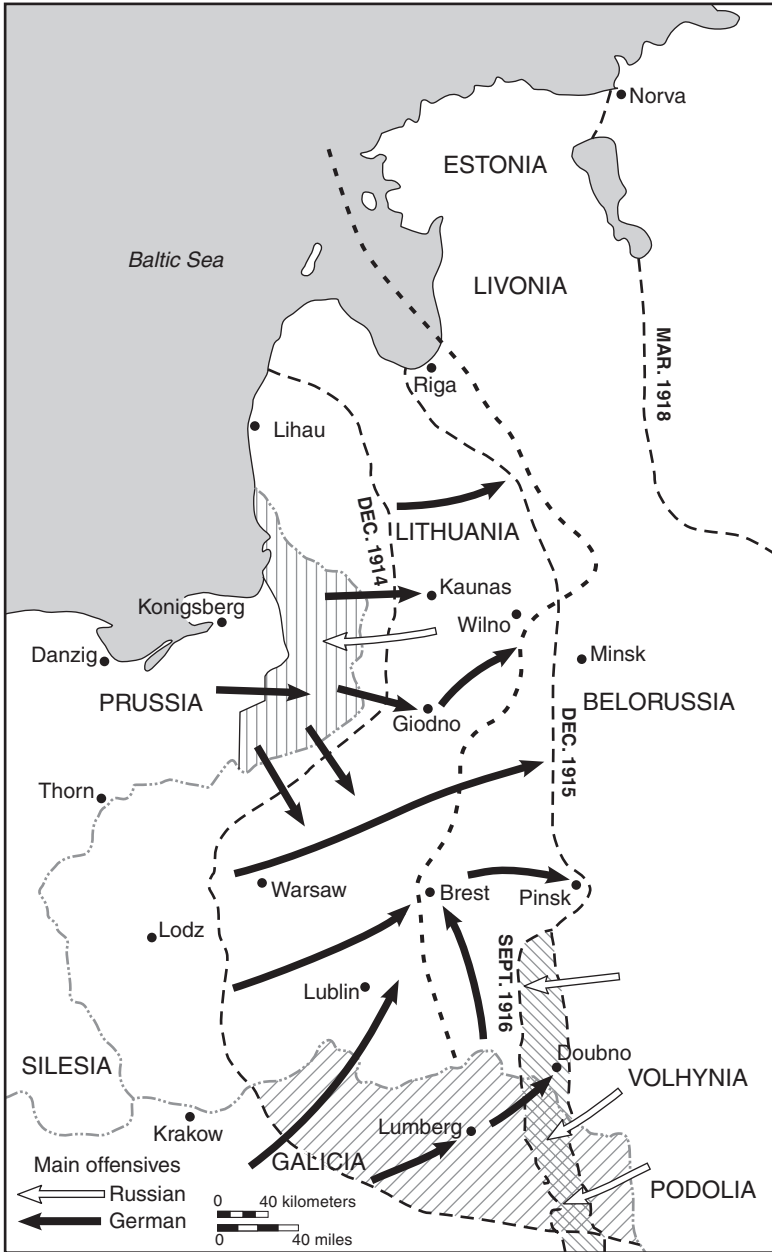 Norva
ESTONIA
Baltic Sea
LIVONIA
MAR. 1918
Riga
Lihau
DEC. 1914
LITHUANIA
Kaunas
Konigsberg
Wilno
Danzig
Minsk
PRUSSIA
BELORUSSIA
Giodno
DEC. 1915
Thorn
Warsaw
Brest
Pinsk
Lodz
SEPT. 1916
Lublin
Doubno
SILESIA
VOLHYNIA
Krakow
Lumberg
GALICIA
PODOLIA
Main offensives
Russian
German
0 40 kilometers
0 40 miles